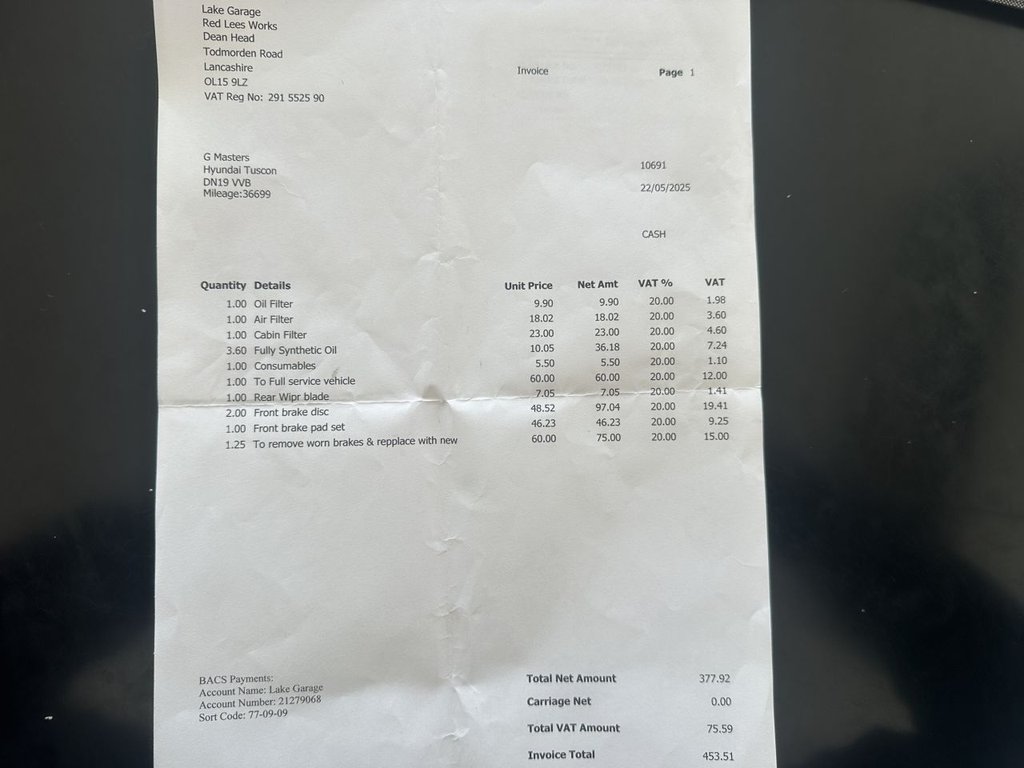 Lake Garage
Red Lees Works
Dean Head
Todmorden Road
Lancashire
OL15 9LZ
VAT Reg No: 291 5525 90
Invoice Page 1
G Masters
Hyundai Tuscon
DN19 VVB
Mileage:36699
10691
22/05/2025
CASH
Quantity Details Unit Price Net Amt VAT % VAT
1.00 Oil Filter 9.90 9.90 20.00 1.98
1.00 Air Filter 18.02 18.02 20.00 3.60
1.00 Cabin Filter 23.00 23.00 20.00 4.60
3.60 Fully Synthetic Oil 10.05 36.18 20.00 7.24
1.00 Consumables 5.50 5.50 20.00 1.10
1.00 To Full service vehicle 60.00 60.00 20.00 12.00
1.00 Rear Wipr blade 7.05 7.05 20.00 1.41
2.00 Front brake disc 48.52 97.04 20.00 19.41
1.00 Front brake pad set 46.23 46.23 20.00 9.25
1.25 To remove worn brakes & repplace with new 60.00 75.00 20.00 15.00
BACS Payments:
Account Name: Lake Garage
Account Number: 21279068
Sort Code: 77-09-09
Total Net Amount 377.92
Carriage Net 0.00
Total VAT Amount 75.59
Invoice Total 453.51